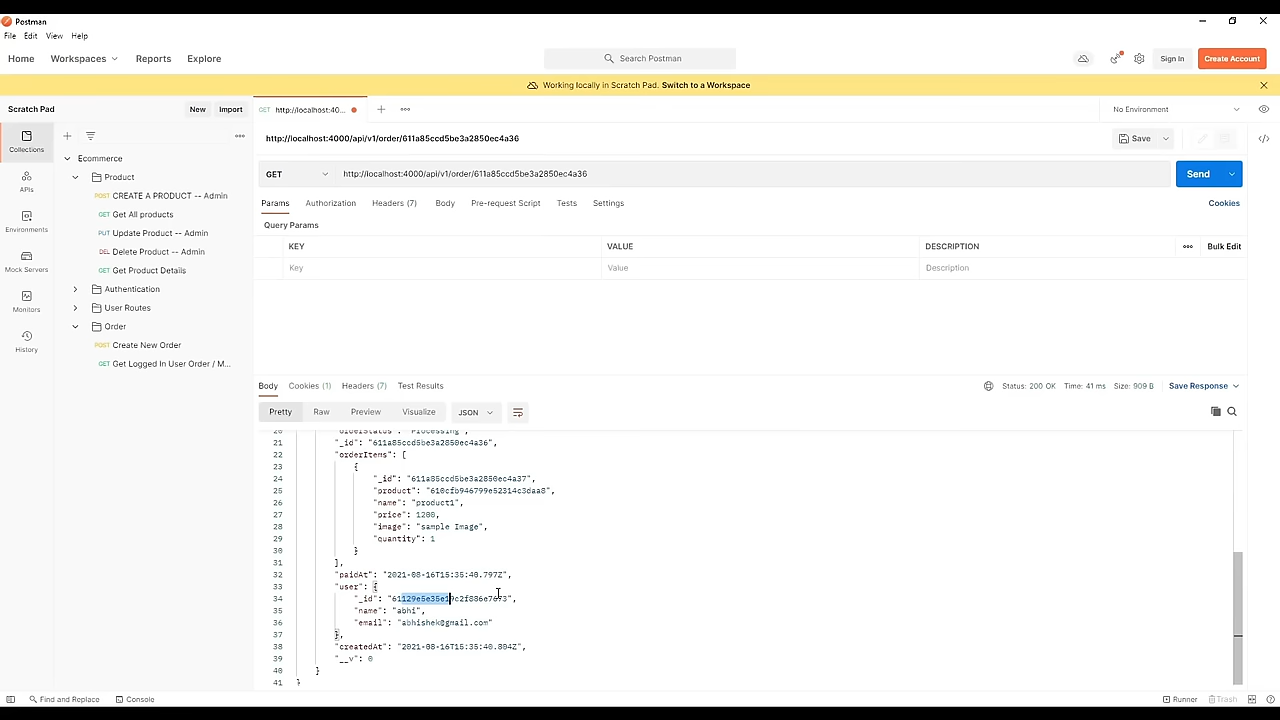 Postman
File Edit View Help
Home Workspaces Reports Explore Search Postman Sign In Create Account
Working locally in Scratch Pad. Switch to a Workspace
Scratch Pad New Import GET http://localhost:40... No Environment
http://localhost:4000/api/v1/order/611a85ccd5be3a2850ec4a36 Save
Collections
APIs
Environments
Mock Servers
Monitors
History
Ecommerce
Product
POST CREATE A PRODUCT -- Admin
GET Get All products
PUT Update Product -- Admin
DEL Delete Product -- Admin
GET Get Product Details
Authentication
User Routes
Order
POST Create New Order
GET Get Logged In User Order / M...
GET http://localhost:4000/api/v1/order/611a85ccd5be3a2850ec4a36 Send
Params Authorization Headers (7) Body Pre-request Script Tests Settings Cookies
Query Params
KEY VALUE DESCRIPTION Bulk Edit
Key Value Description
Body Cookies (1) Headers (7) Test Results Status: 200 OK Time: 41 ms Size: 909 B Save Response
Pretty Raw Preview Visualize JSON
20 "orderStatus": "Processing",
21 "_id": "611a85ccd5be3a2850ec4a36",
22 "orderItems": [
23 {
24 "_id": "611a85ccd5be3a2850ec4a37",
25 "product": "610cfb946799e52314c3daa8",
26 "name": "product1",
27 "price": 1200,
28 "image": "sample Image",
29 "quantity": 1
30 }
31 ],
32 "paidAt": "2021-08-16T15:35:40.797Z",
33 "user": {
34 "_id":
35 "name": "abhi",
36 "email": "abhishek@gmail.com"
37 },
38 "createdAt": "2021-08-16T15:35:40.804Z",
39 "__v": 0
40 }
41 }
Find and Replace Console Runner Trash